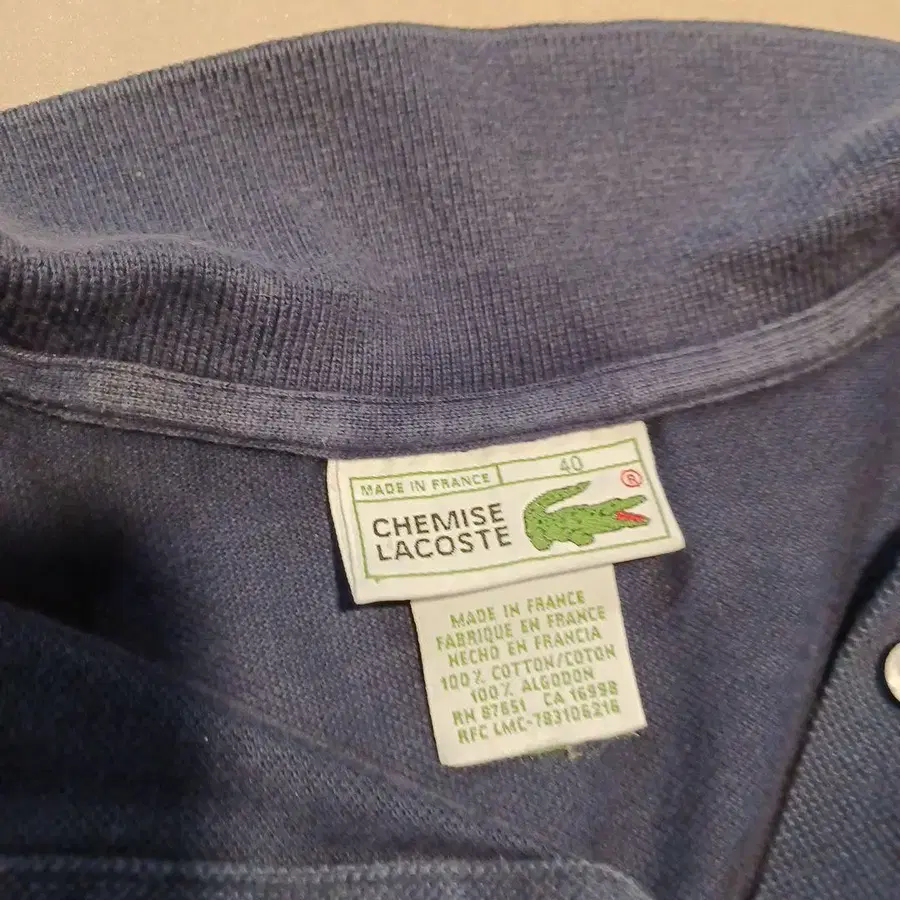 MADE IN FRANCE 40
®
CHEMISE
LACOSTE
MADE IN FRANCE
FABRIQUE EN FRANCE
HECHO EN FRANCIA
100% COTTON/COTON
100% ALGODON
RN 87651 CA 16998
RFC LMC-783106216